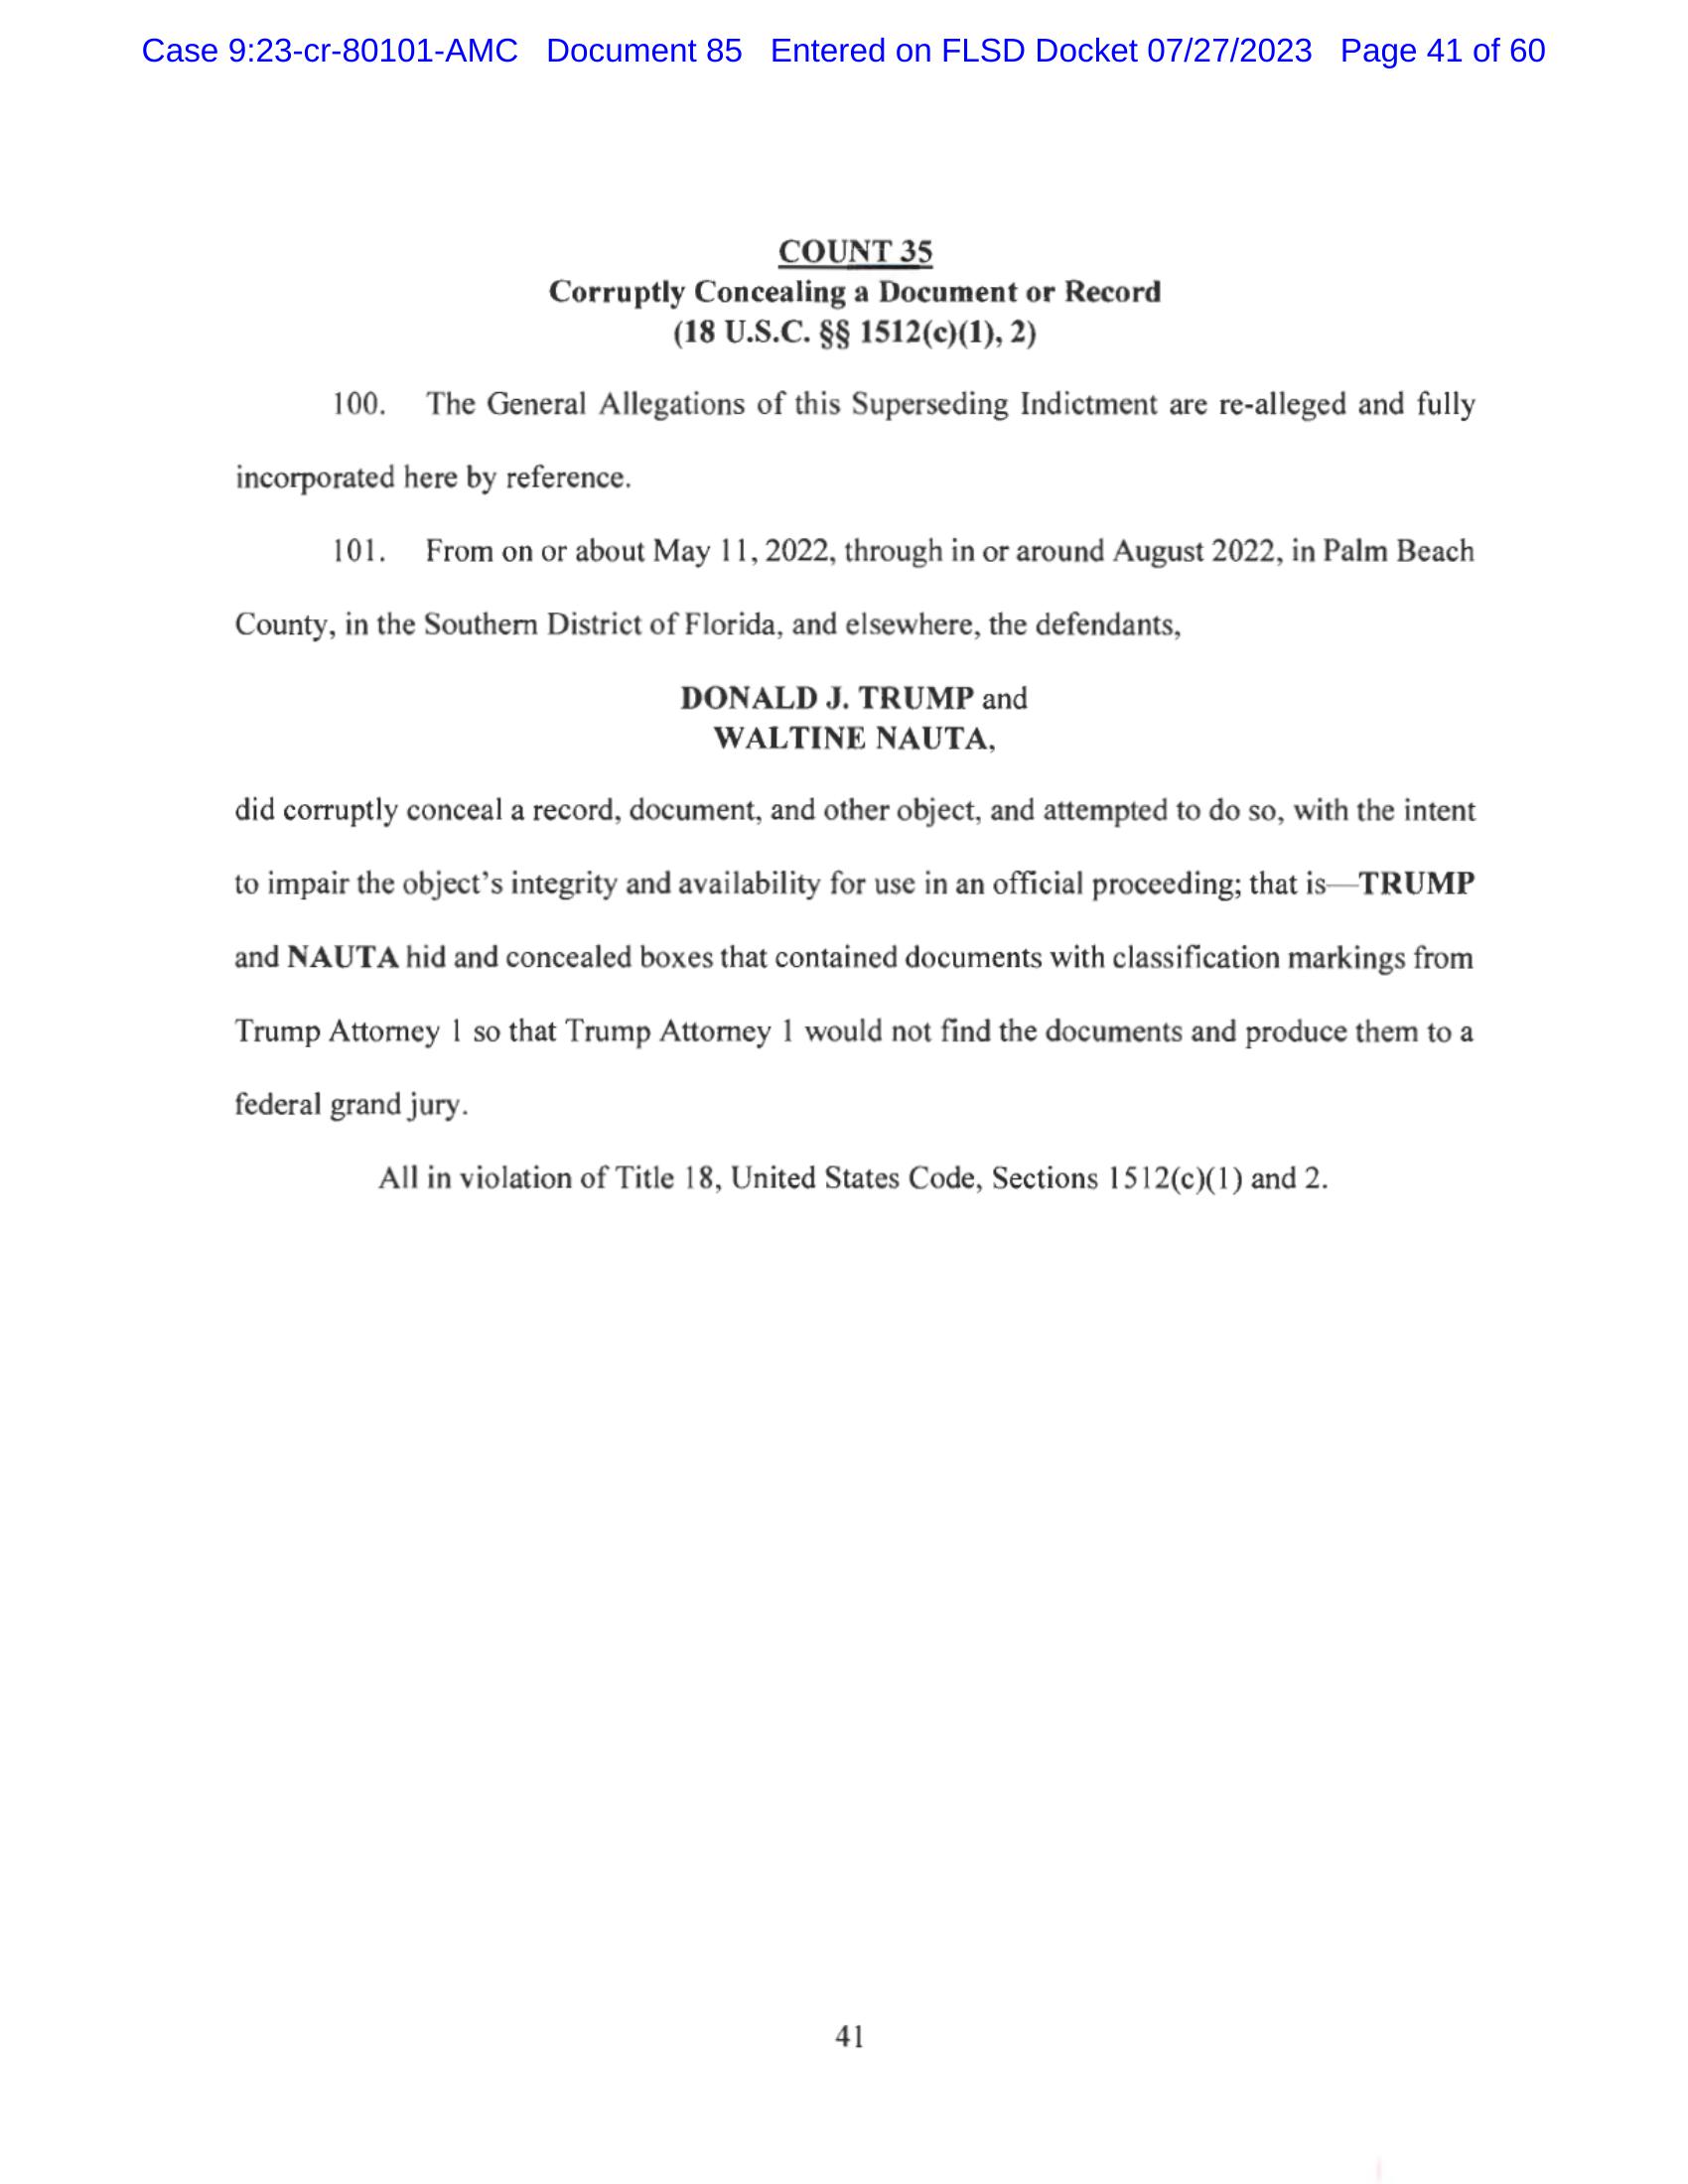 Case 9:23-cr-80101-AMC Document 85 Entered on FLSD Docket 07/27/2023 Page 41 of 60
COUNT 35
Corruptly Concealing a Document or Record
(18 U.S.C. §§ 1512(c)(1), 2)
100. The General Allegations of this Superseding Indictment are re-alleged and fully
incorporated here by reference.
101. From on or about May 11, 2022, through in or around August 2022, in Palm Beach
County, in the Southern District of Florida, and elsewhere, the defendants,
DONALD J. TRUMP and
WALTINE NAUTA,
did corruptly conceal a record, document, and other object, and attempted to do so, with the intent
to impair the object’s integrity and availability for use in an official proceeding; that is—TRUMP
and NAUTA hid and concealed boxes that contained documents with classification markings from
Trump Attorney 1 so that Trump Attorney 1 would not find the documents and produce them to a
federal grand jury.
All in violation of Title 18, United States Code, Sections 1512(c)(1) and 2.
41